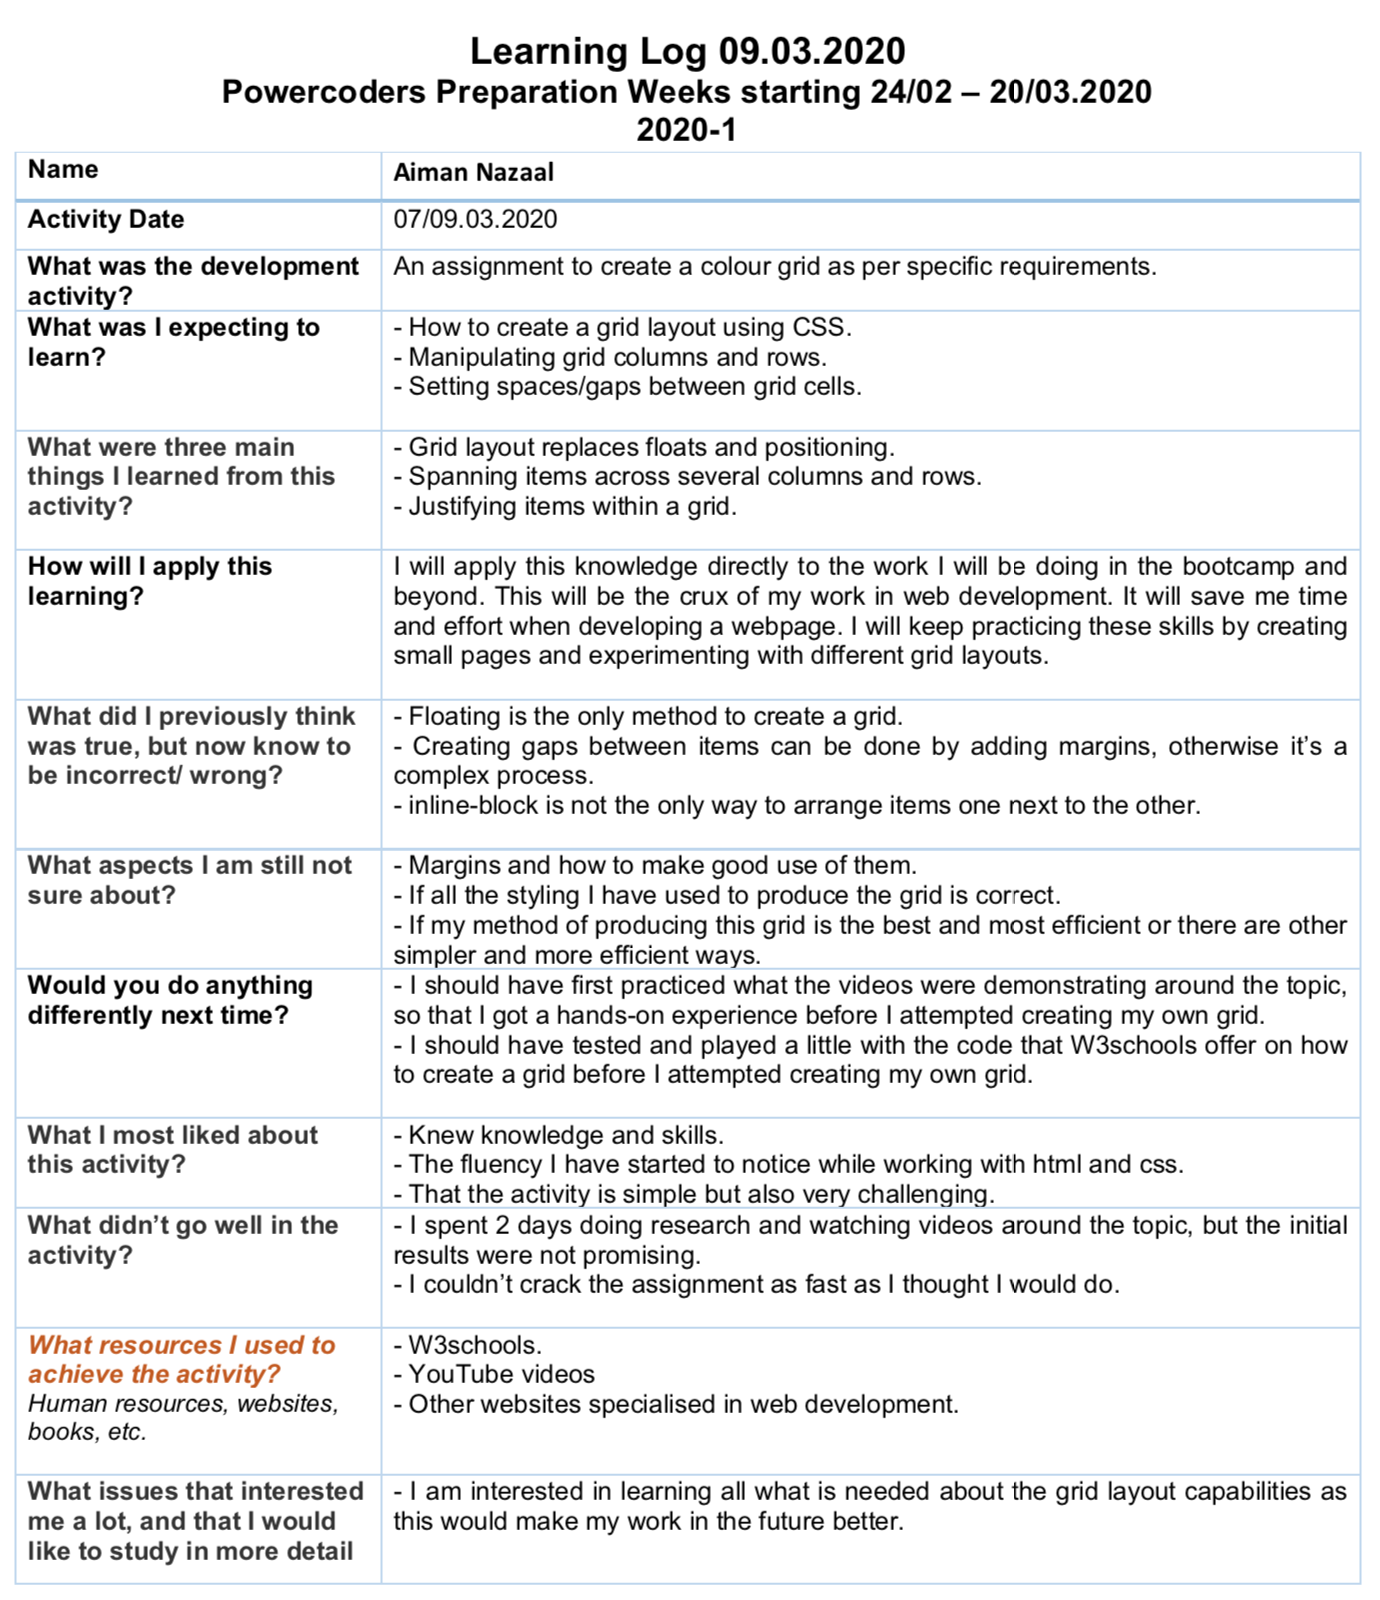 Learning Log 09.03.2020
Powercoders Preparation Weeks starting 24/02 – 20/03.2020
2020-1
Name
Aiman Nazaal
Activity Date
07/09.03.2020
What was the development
activity?
An assignment to create a colour grid as per specific requirements.
What was I expecting to
learn?
- How to create a grid layout using CSS.
- Manipulating grid columns and rows.
- Setting spaces/gaps between grid cells.
What were three main
things I learned from this
activity?
- Grid layout replaces floats and positioning.
- Spanning items across several columns and rows.
- Justifying items within a grid.
How will I apply this
learning?
I will apply this knowledge directly to the work I will be doing in the bootcamp and
beyond. This will be the crux of my work in web development. It will save me time
and effort when developing a webpage. I will keep practicing these skills by creating
small pages and experimenting with different grid layouts.
What did I previously think
was true, but now know to
be incorrect/ wrong?
- Floating is the only method to create a grid.
- Creating gaps between items can be done by adding margins, otherwise it’s a
complex process.
- inline-block is not the only way to arrange items one next to the other.
What aspects I am still not
sure about?
- Margins and how to make good use of them.
- If all the styling I have used to produce the grid is correct.
- If my method of producing this grid is the best and most efficient or there are other
simpler and more efficient ways.
Would you do anything
differently next time?
- I should have first practiced what the videos were demonstrating around the topic,
so that I got a hands-on experience before I attempted creating my own grid.
- I should have tested and played a little with the code that W3schools offer on how
to create a grid before I attempted creating my own grid.
What I most liked about
this activity?
- Knew knowledge and skills.
- The fluency I have started to notice while working with html and css.
- That the activity is simple but also very challenging.
What didn’t go well in the
activity?
- I spent 2 days doing research and watching videos around the topic, but the initial
results were not promising.
- I couldn’t crack the assignment as fast as I thought I would do.
What resources I used to
achieve the activity?
Human resources, websites,
books, etc.
- W3schools.
- YouTube videos
- Other websites specialised in web development.
What issues that interested
me a lot, and that I would
like to study in more detail
- I am interested in learning all what is needed about the grid layout capabilities as
this would make my work in the future better.